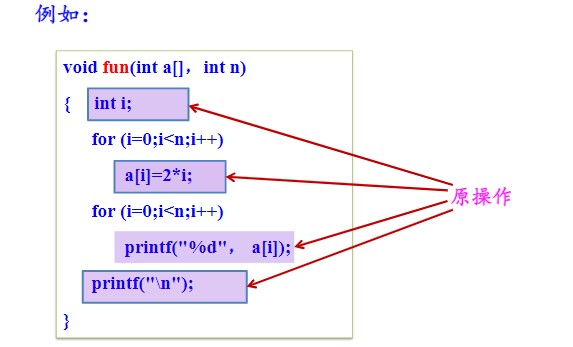 例如：
void fun(int a[]，int n)
{ int i;
for (i=0;i<n;i++)
a[i]=2*i;
for (i=0;i<n;i++)
printf("%d"， a[i]);
printf("\n");
}
原操作